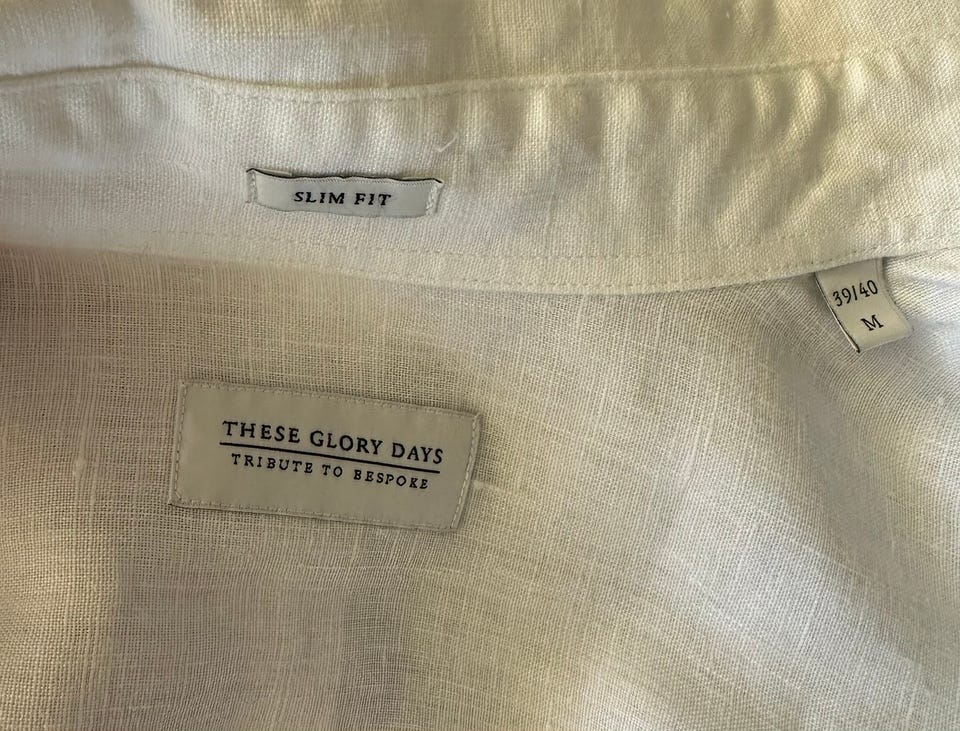 SLIM FIT
39/40
M
THESE GLORY DAYS
TRIBUTE TO BESPOKE